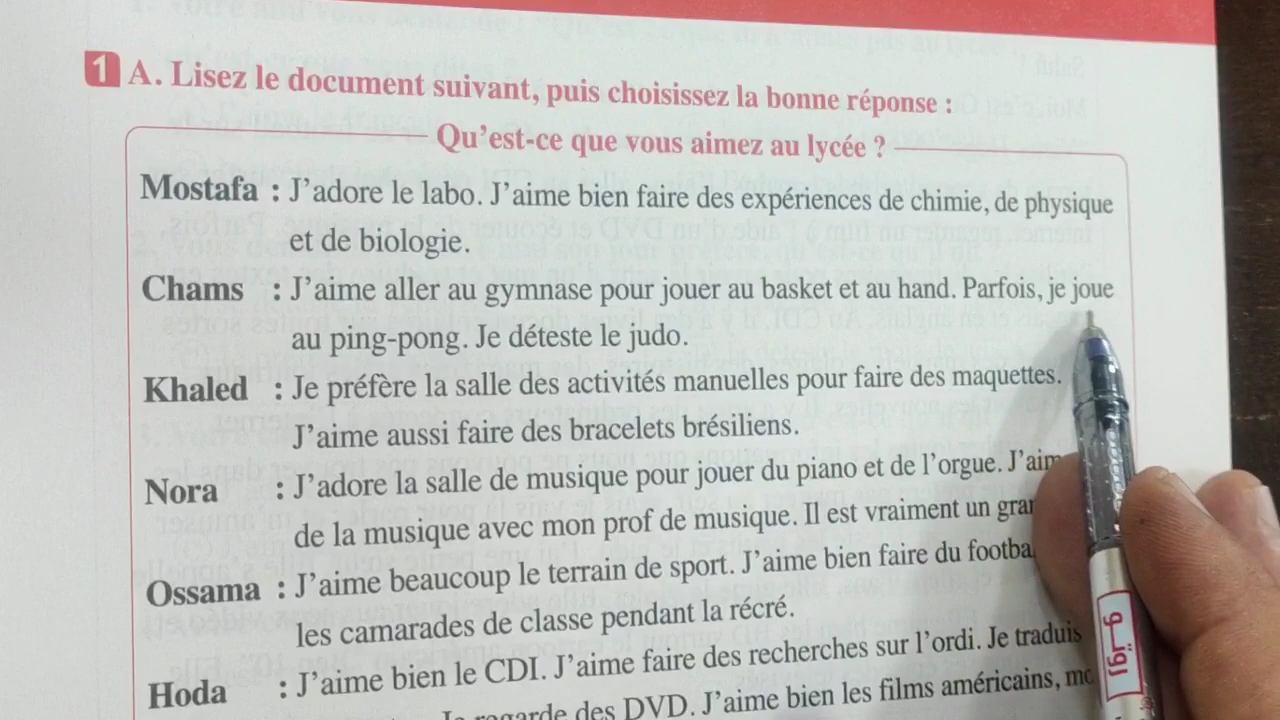 1 A. Lisez le document suivant, puis choisissez la bonne réponse :
Qu'est-ce que vous aimez au lycée ?
Mostafa : J'adore le labo. J'aime bien faire des expériences de chimie, de physique
et de biologie.
Chams : J'aime aller au gymnase pour jouer au basket et au hand. Parfois, je joue
au ping-pong. Je déteste le judo.
Khaled : Je préfère la salle des activités manuelles pour faire des maquettes.
J'aime aussi faire des bracelets brésiliens.
Nora : J'adore la salle de musique pour jouer du piano et de l'orgue.
de la musique avec mon prof de musique. Il est vraiment un
Ossama : J'aime beaucoup le terrain de sport. J'aime bien faire du
les camarades de classe pendant la récré.
Hoda : J'aime bien le CDI. J'aime faire des recherches sur l'ordi. Je traduis
Je regarde des DVD. J'aime bien les films américains,